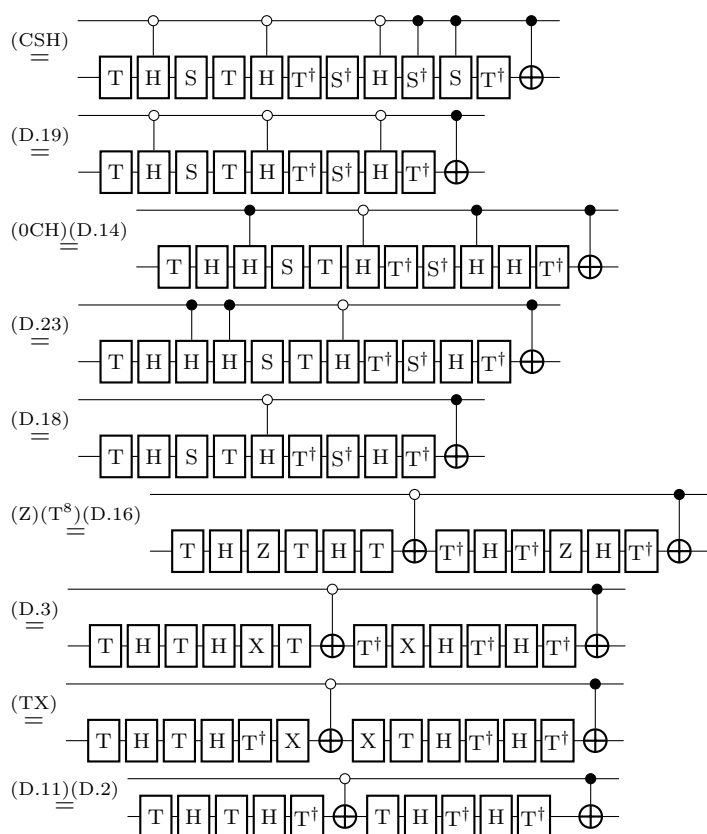 (CSH)
=
T H S T H T† S† H S† S T†
(D.19)
=
T H S T H T† S† H T†
(0CH)(D.14)
=
T H H S T H T† S† H H T†
(D.23)
=
T H H H S T H T† S† H T†
(D.18)
=
T H S T H T† S† H T†
(Z)(T⁸)(D.16)
=
T H Z T H T T† H T† Z H T†
(D.3)
=
T H T H X T T† X H T† H T†
(TX)
=
T H T H T† X X T H T† H T†
(D.11)(D.2)
=
T H T H T† T H T† H T†